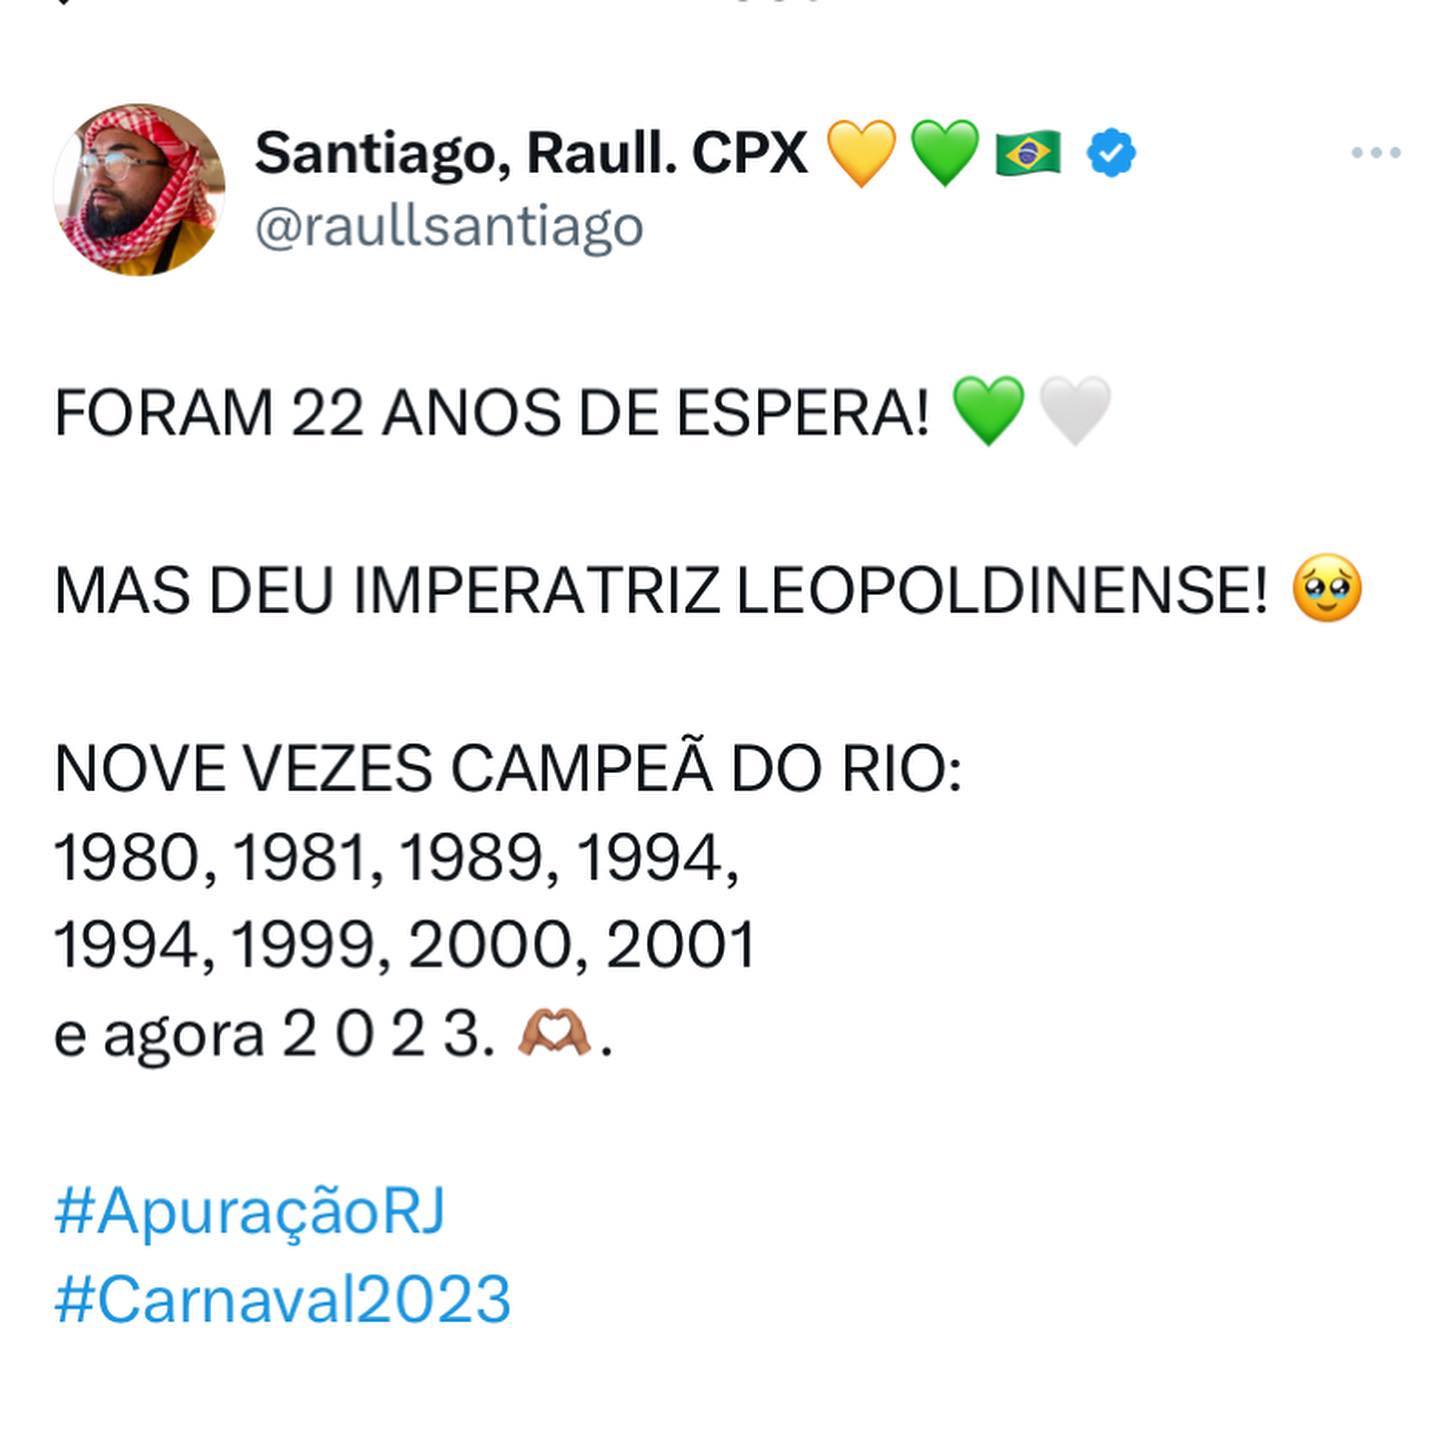 Santiago, Raull. CPX 💛💚🇧🇷
@raullsantiago
FORAM 22 ANOS DE ESPERA! 💚🤍
MAS DEU IMPERATRIZ LEOPOLDINENSE! 🥹
NOVE VEZES CAMPEÃ DO RIO:
1980, 1981, 1989, 1994,
1994, 1999, 2000, 2001
e agora 2 0 2 3. 🫶🏽.
#ApuraçãoRJ
#Carnaval2023